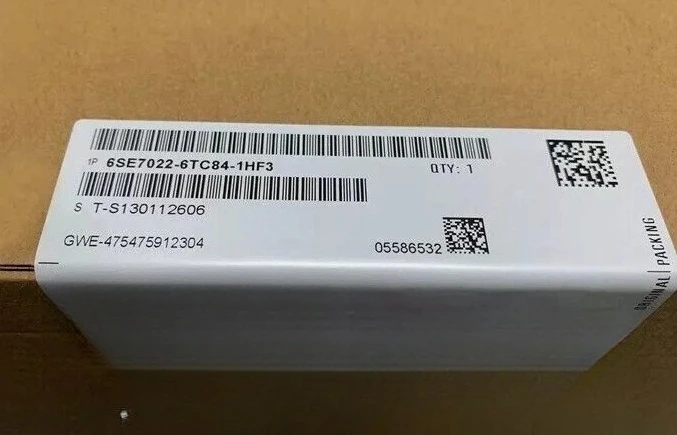 1P 6SE7022-6TC84-1HF3 QTY: 1
S T-S130112606
GWE-475475912304 05586532
ORIGINAL PACKING